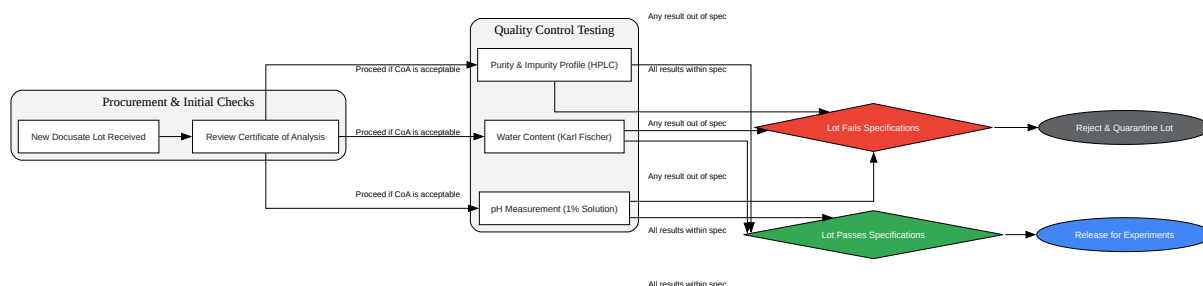 Any result out of spec
Quality Control Testing
Purity & Impurity Profile (HPLC)
Proceed if CoA is acceptable
All results within spec
Procurement & Initial Checks
New Docusate Lot Received
Review Certificate of Analysis
Proceed if CoA is acceptable
Water Content (Karl Fischer)
Any result out of spec
Lot Fails Specifications
Reject & Quarantine Lot
Any result out of spec
Proceed if CoA is acceptable
pH Measurement (1% Solution)
All results within spec
Lot Passes Specifications
Release for Experiments
All results within spec